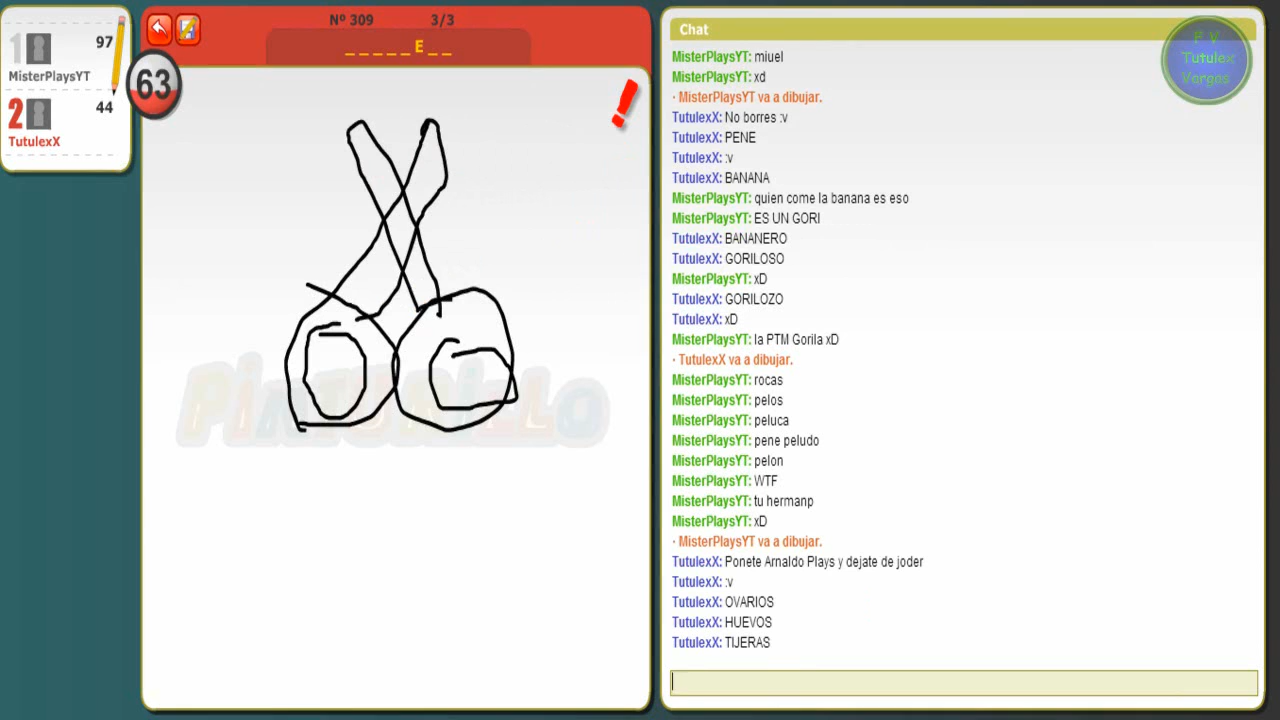 Nº 309 3/3
_ _ _ _ _ E _ _
1 97
MisterPlaysYT
2 44
TutulexX
63
!
PINTURILLO
Chat
MisterPlaysYT: miuel
MisterPlaysYT: xd
· MisterPlaysYT va a dibujar.
TutulexX: No borres :v
TutulexX: PENE
TutulexX: :v
TutulexX: BANANA
MisterPlaysYT: quien come la banana es eso
MisterPlaysYT: ES UN GORI
TutulexX: BANANERO
TutulexX: GORILOSO
MisterPlaysYT: xD
TutulexX: GORILOZO
TutulexX: xD
MisterPlaysYT: la PTM Gorila xD
· TutulexX va a dibujar.
MisterPlaysYT: rocas
MisterPlaysYT: pelos
MisterPlaysYT: peluca
MisterPlaysYT: pene peludo
MisterPlaysYT: pelon
MisterPlaysYT: WTF
MisterPlaysYT: tu hermanp
MisterPlaysYT: xD
· MisterPlaysYT va a dibujar.
TutulexX: Ponete Arnaldo Plays y dejate de joder
TutulexX: :v
TutulexX: OVARIOS
TutulexX: HUEVOS
TutulexX: TIJERAS
F V
Tutulex
Vargas